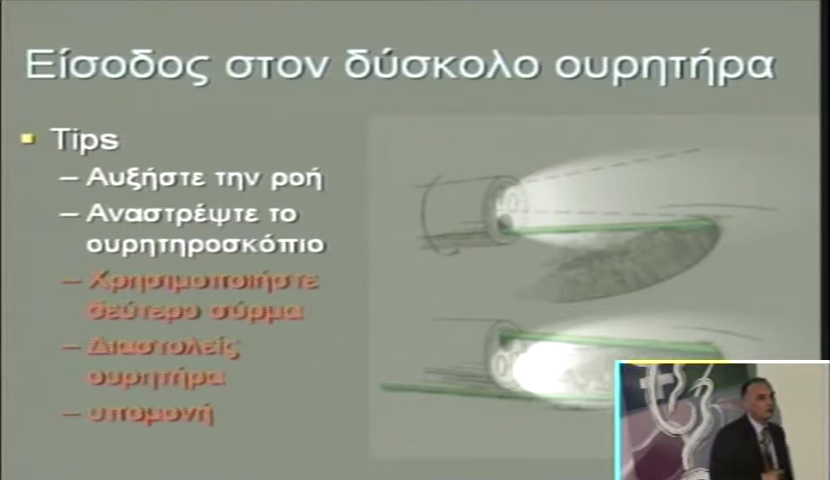 Είσοδος στον δύσκολο ουρητήρα
Tips
– Αυξήστε την ροή
– Αναστρέψτε το
ουρητηροσκόπιο
– Χρησιμοποιήστε
δεύτερο σύρμα
– Διαστολείς
ουρητήρα
– υπομονή